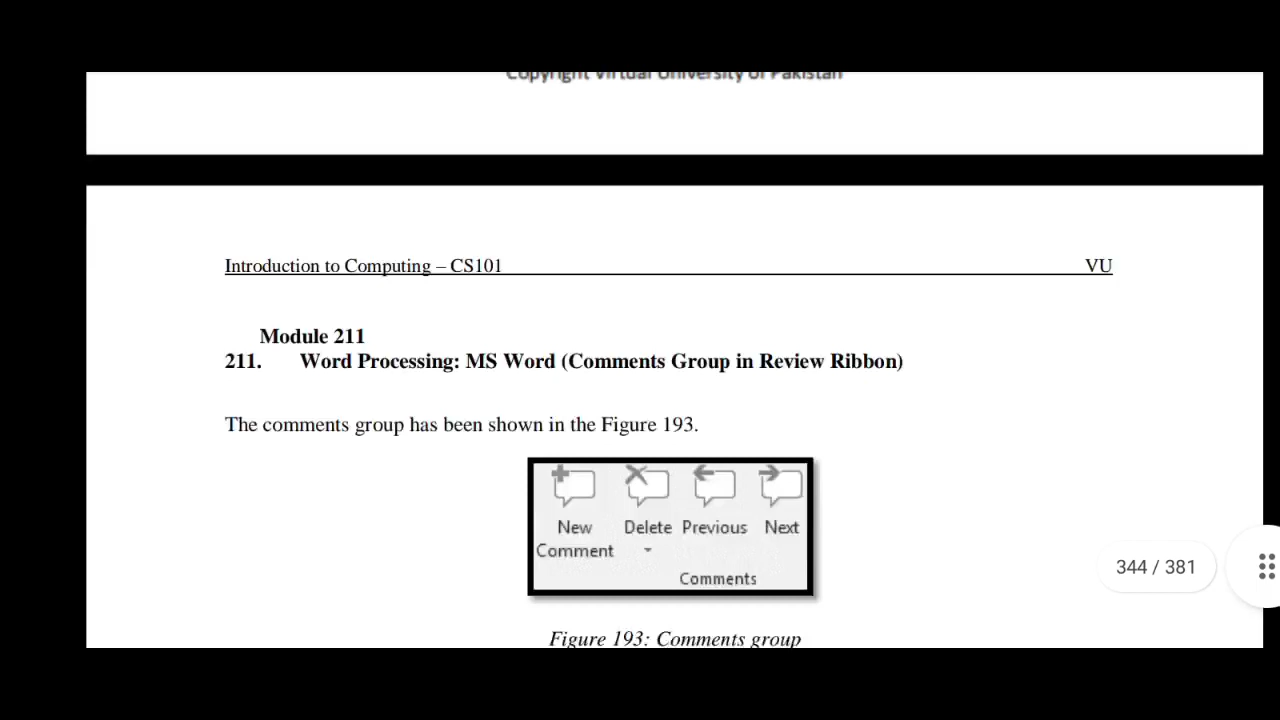 Copyright Virtual University of Pakistan
Introduction to Computing – CS101 VU
Module 211
211. Word Processing: MS Word (Comments Group in Review Ribbon)
The comments group has been shown in the Figure 193.
New Comment
Delete
Previous
Next
Comments
344 / 381
Figure 193: Comments group